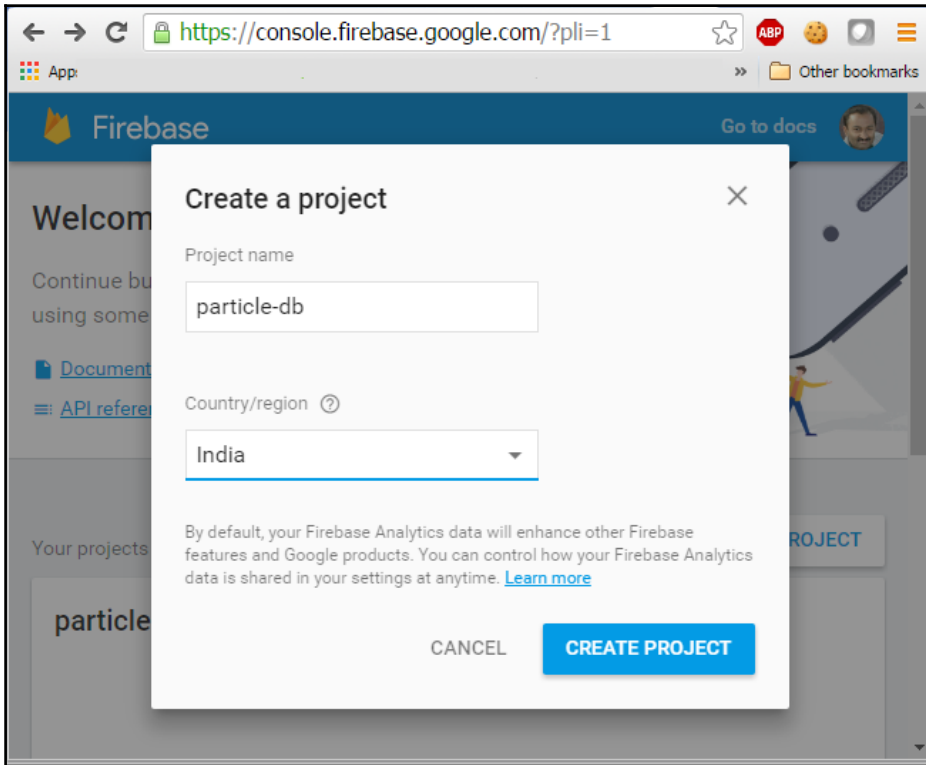 https://console.firebase.google.com/?pli=1
ABP
Apps
Other bookmarks
Firebase
Go to docs
Create a project
Welcom
Project name
Continue bu
particle-db
using some
Document
Country/region
API referer
India
By default, your Firebase Analytics data will enhance other Firebase
features and Google products. You can control how your Firebase Analytics
data is shared in your settings at anytime. Learn more
Your projects
ROJECT
particle
CANCEL
CREATE PROJECT